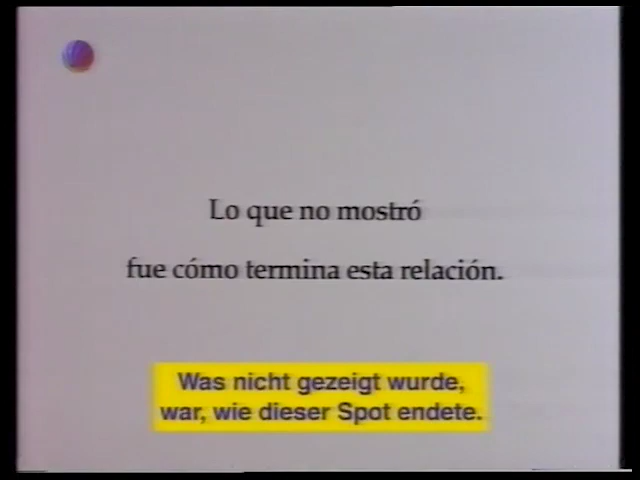 Lo que no mostró
fue cómo termina esta relación.
Was nicht gezeigt wurde,
war, wie dieser Spot endete.